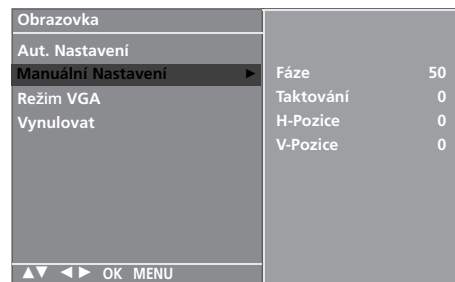 Obrazovka
Aut. Nastavení
Manuální Nastavení ▶
Režim VGA
Vynulovat
Fáze 50
Taktování 0
H-Pozice 0
V-Pozice 0
▲▼ ◀▶ OK MENU